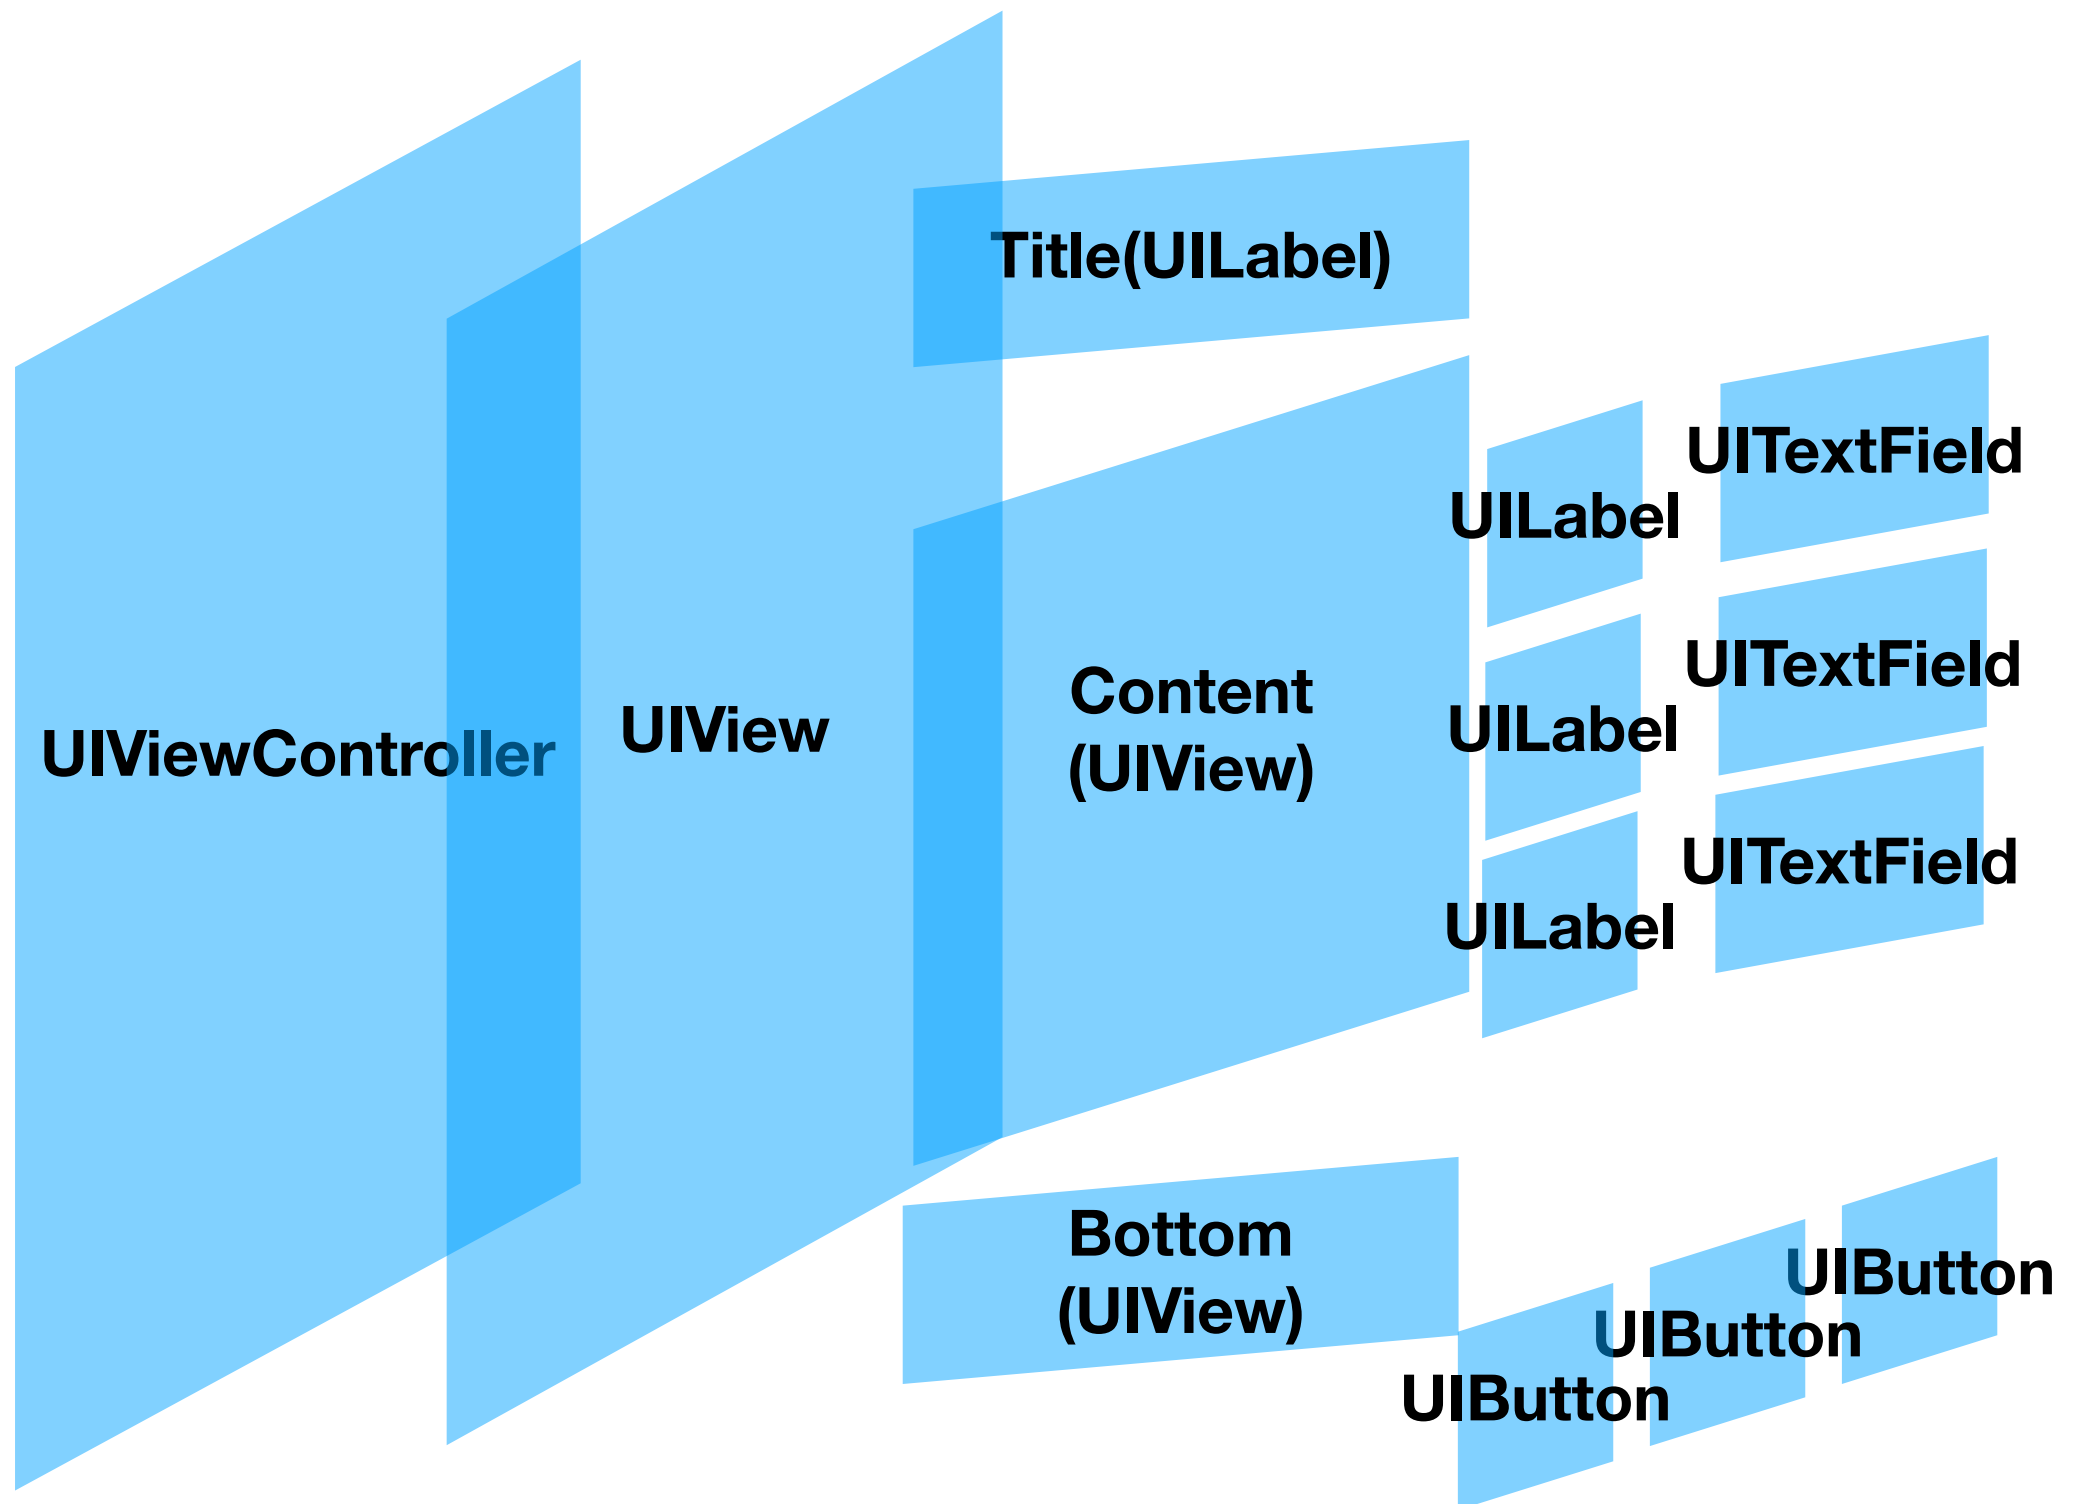 UIViewController
UIView
Title(UILabel)
Content
(UIView)
UILabel
UITextField
UILabel
UITextField
UILabel
UITextField
Bottom
(UIView)
UIButton
UIButton
UIButton